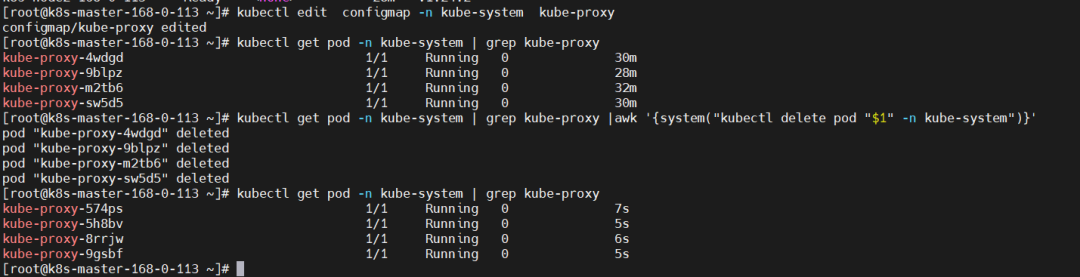 [root@k8s-master-168-0-113 ~]# kubectl edit  configmap -n kube-system  kube-proxy
configmap/kube-proxy edited
[root@k8s-master-168-0-113 ~]# kubectl get pod -n kube-system | grep kube-proxy
kube-proxy-4wdgd 1/1 Running 0 30m
kube-proxy-9blpz 1/1 Running 0 28m
kube-proxy-m2tb6 1/1 Running 0 32m
kube-proxy-sw5d5 1/1 Running 0 30m
[root@k8s-master-168-0-113 ~]# kubectl get pod -n kube-system | grep kube-proxy |awk '{system("kubectl delete pod "$1" -n kube-system")}'
pod "kube-proxy-4wdgd" deleted
pod "kube-proxy-9blpz" deleted
pod "kube-proxy-m2tb6" deleted
pod "kube-proxy-sw5d5" deleted
[root@k8s-master-168-0-113 ~]# kubectl get pod -n kube-system | grep kube-proxy
kube-proxy-574ps 1/1 Running 0 7s
kube-proxy-5h8bv 1/1 Running 0 5s
kube-proxy-8rrjw 1/1 Running 0 6s
kube-proxy-9gsbf 1/1 Running 0 5s
[root@k8s-master-168-0-113 ~]#